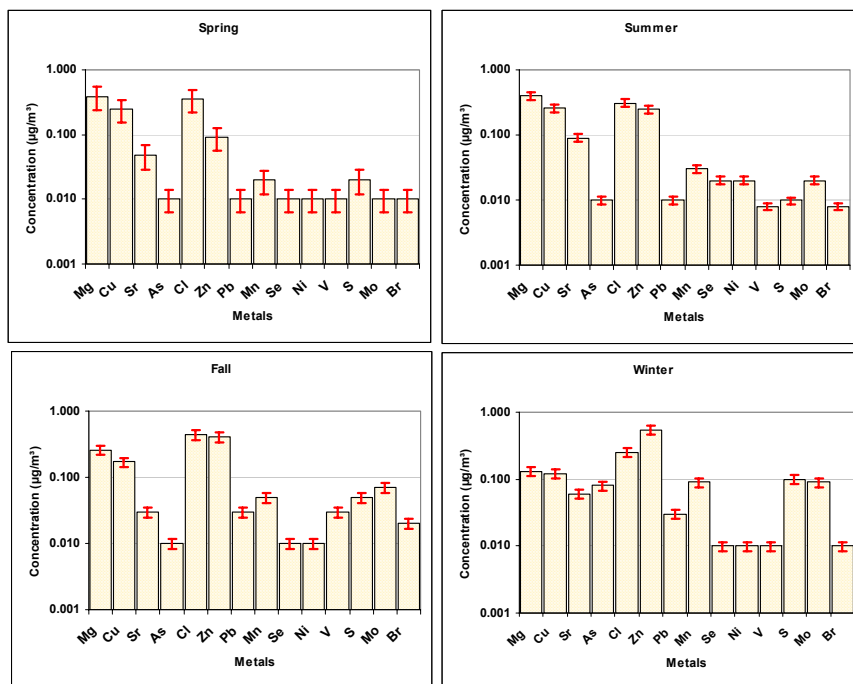 Spring
Concentration (µg/m³)
1.000
0.100
0.010
0.001
Mg Cu Sr As Cl Zn Pb Mn Se Ni V S Mo Br
Metals
Summer
Concentration (µg/m³)
1.000
0.100
0.010
0.001
Mg Cu Sr As Cl Zn Pb Mn Se Ni V S Mo Br
Metals
Fall
Concentration (µg/m³)
1.000
0.100
0.010
0.001
Mg Cu Sr As Cl Zn Pb Mn Se Ni V S Mo Br
Metals
Winter
Concentration (µg/m³)
1.000
0.100
0.010
0.001
Mg Cu Sr As Cl Zn Pb Mn Se Ni V S Mo Br
Metals